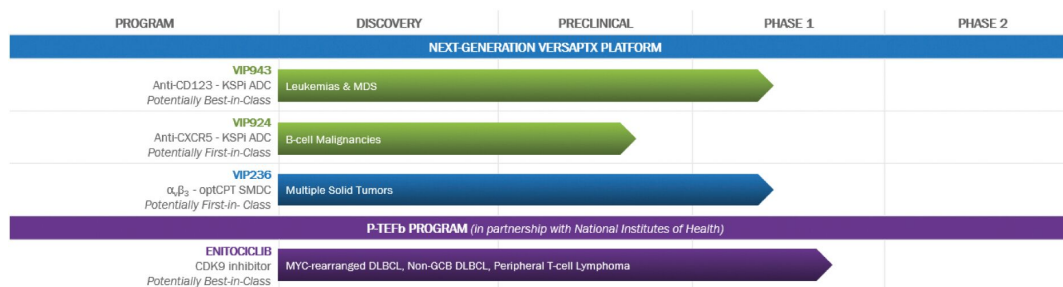 PROGRAM DISCOVERY PRECLINICAL PHASE 1 PHASE 2
NEXT-GENERATION VERSAPTX PLATFORM
VIP943
Anti-CD123 - KSPi ADC
Potentially Best-in-Class
Leukemias & MDS
VIP924
Anti-CXCR5 - KSPi ADC
Potentially First-in-Class
B-cell Malignancies
VIP236
αvβ3 - optCPT SMDC
Potentially First-in- Class
Multiple Solid Tumors
P-TEFb PROGRAM (in partnership with National Institutes of Health)
ENITOCICLIB
CDK9 inhibitor
Potentially Best-in-Class
MYC-rearranged DLBCL, Non-GCB DLBCL, Peripheral T-cell Lymphoma